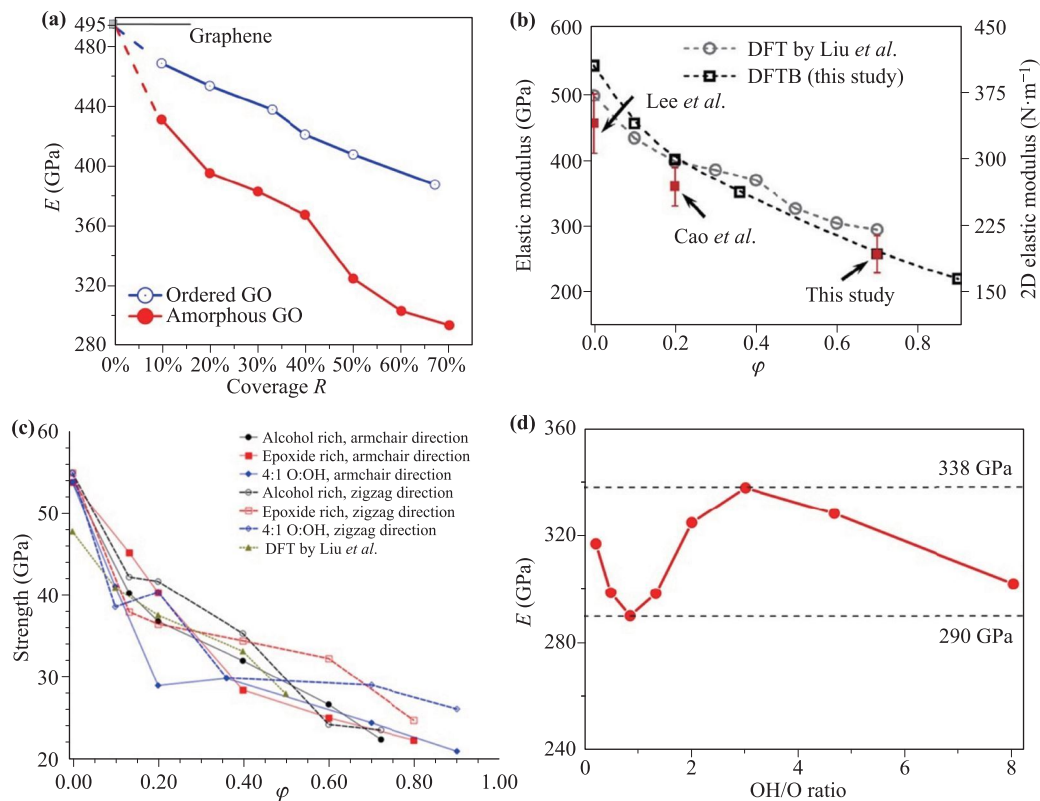 (a)
495
480
440
400
360
320
280
E (GPa)
Graphene
Ordered GO
Amorphous GO
0% 10% 20% 30% 40% 50% 60% 70%
Coverage R
(b)
600
500
400
300
200
Elastic modulus (GPa)
DFT by Liu et al.
DFTB (this study)
Lee et al.
Cao et al.
This study
450
375
300
220
150
2D elastic modulus (N·m⁻¹)
0.0 0.2 0.4 0.6 0.8
φ
(c)
60
50
40
30
20
Strength (GPa)
Alcohol rich, armchair direction
Epoxide rich, armchair direction
4:1 O:OH, armchair direction
Alcohol rich, zigzag direction
Epoxide rich, zigzag direction
4:1 O:OH, zigzag direction
DFT by Liu et al.
0.00 0.20 0.40 0.60 0.80 1.00
φ
(d)
360
320
280
240
E (GPa)
338 GPa
290 GPa
0 2 4 6 8
OH/O ratio